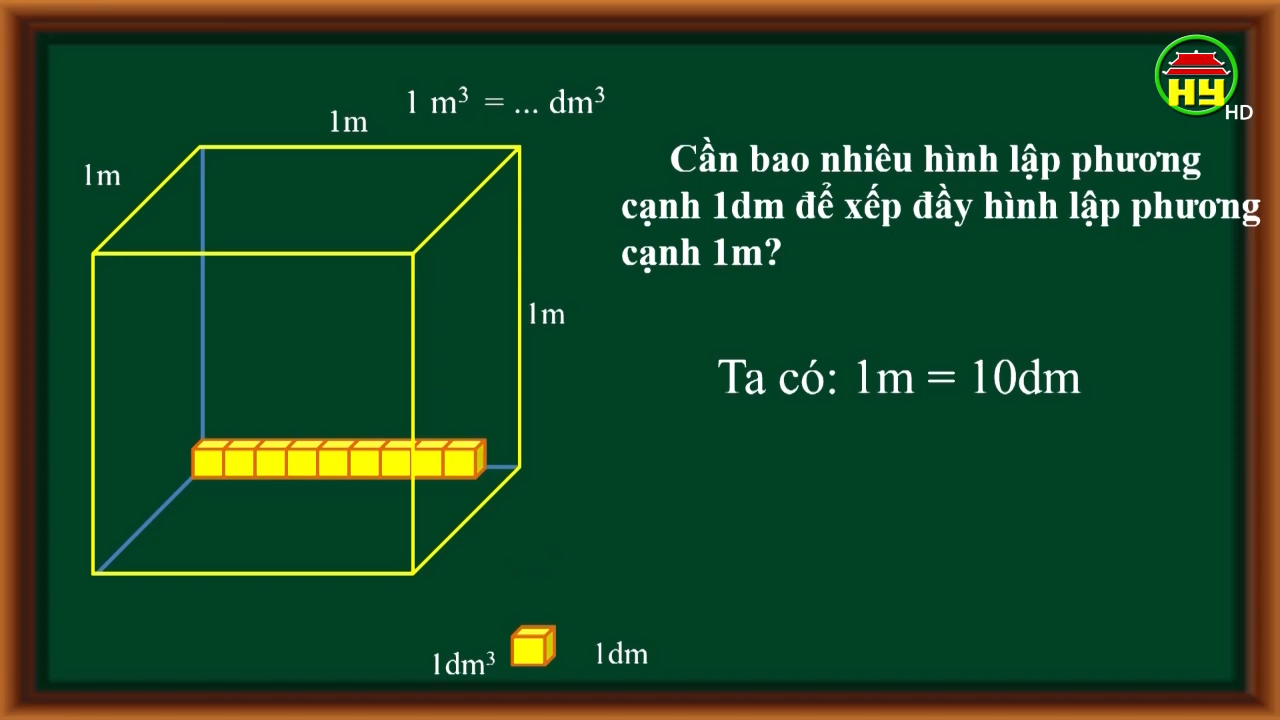 1 m³ = ... dm³
1m
1m
Cần bao nhiêu hình lập phương
cạnh 1dm để xếp đầy hình lập phương
cạnh 1m?
1m
Ta có: 1m = 10dm
1dm³
1dm
HY
HD